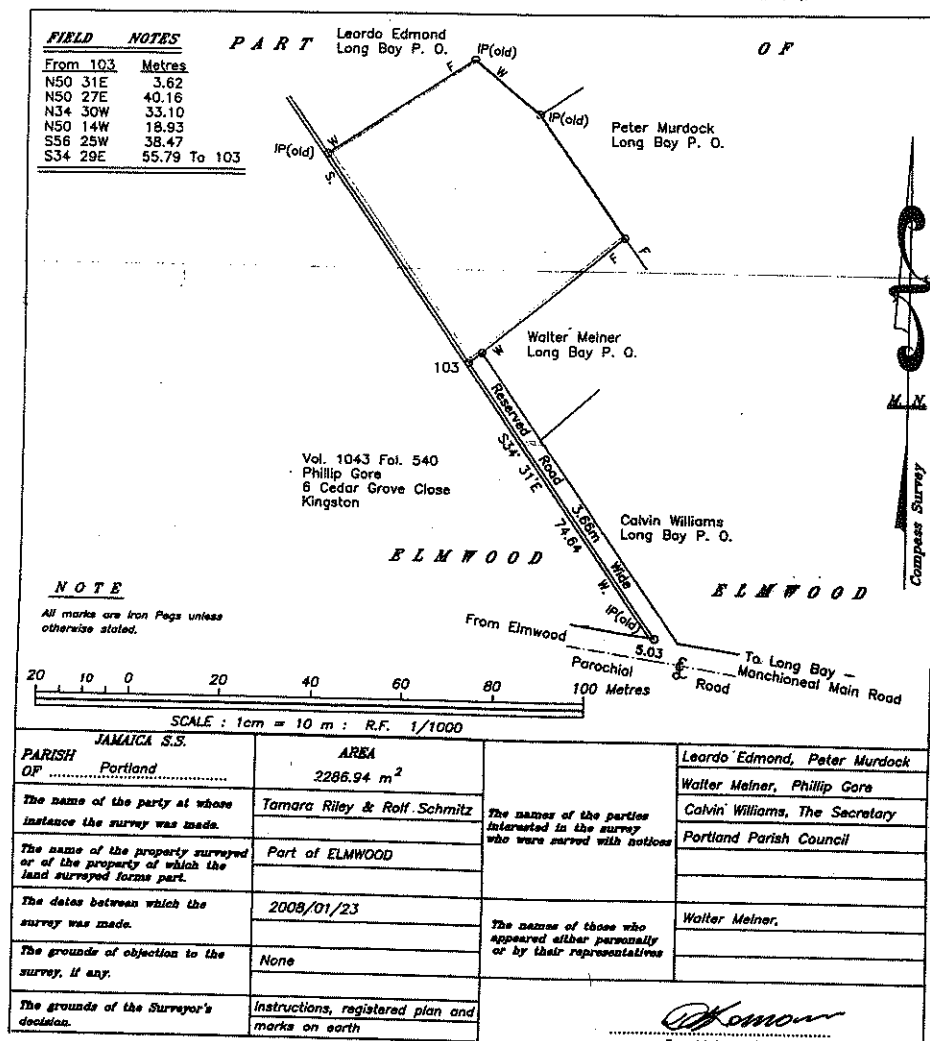 FIELD NOTES
From 103 Metres
N50 31E 3.62
N50 27E 40.16
N34 30W 33.10
N50 14W 18.93
S56 25W 38.47
S34 29E 55.79 To 103
PART OF
Leardo Edmond
Long Bay P. O.
IP(old)
F
W
IP(old)
Peter Murdock
Long Bay P. O.
IP(old)
W
S.
F
F
Walter Meiner
Long Bay P. O.
W
103
Reserved Road 3.66m Wide
S34° 31'E 74.64
W.
Vol. 1043 Fol. 540
Phillip Gore
6 Cedar Grove Close
Kingston
Calvin Williams
Long Bay P. O.
M. N.
Compass Survey
ELMWOOD
ELMWOOD
NOTE
All marks are Iron Pegs unless
otherwise stated.
IP(old)
From Elmwood
5.03
To Long Bay –
Manchioneal Main Road
Parochial Road
20 10 0 20 40 60 80 100 Metres
SCALE : 1cm = 10 m : R.F. 1/1000
JAMAICA S.S.
PARISH
OF Portland
AREA
2286.94 m²
The name of the party at whose
instance the survey was made.
Tamara Riley & Rolf Schmitz
The name of the property surveyed
or of the property of which the
land surveyed forms part.
Part of ELMWOOD
The dates between which the
survey was made.
2008/01/23
The grounds of objection to the
survey, if any.
None
The grounds of the Surveyor's
decision.
Instructions, registered plan and
marks on earth
The names of the parties
interested in the survey
who were served with notices
Leardo Edmond, Peter Murdock
Walter Meiner, Phillip Gore
Calvin Williams, The Secretary
Portland Parish Council
The names of those who
appeared either personally
or by their representatives
Walter Meiner,